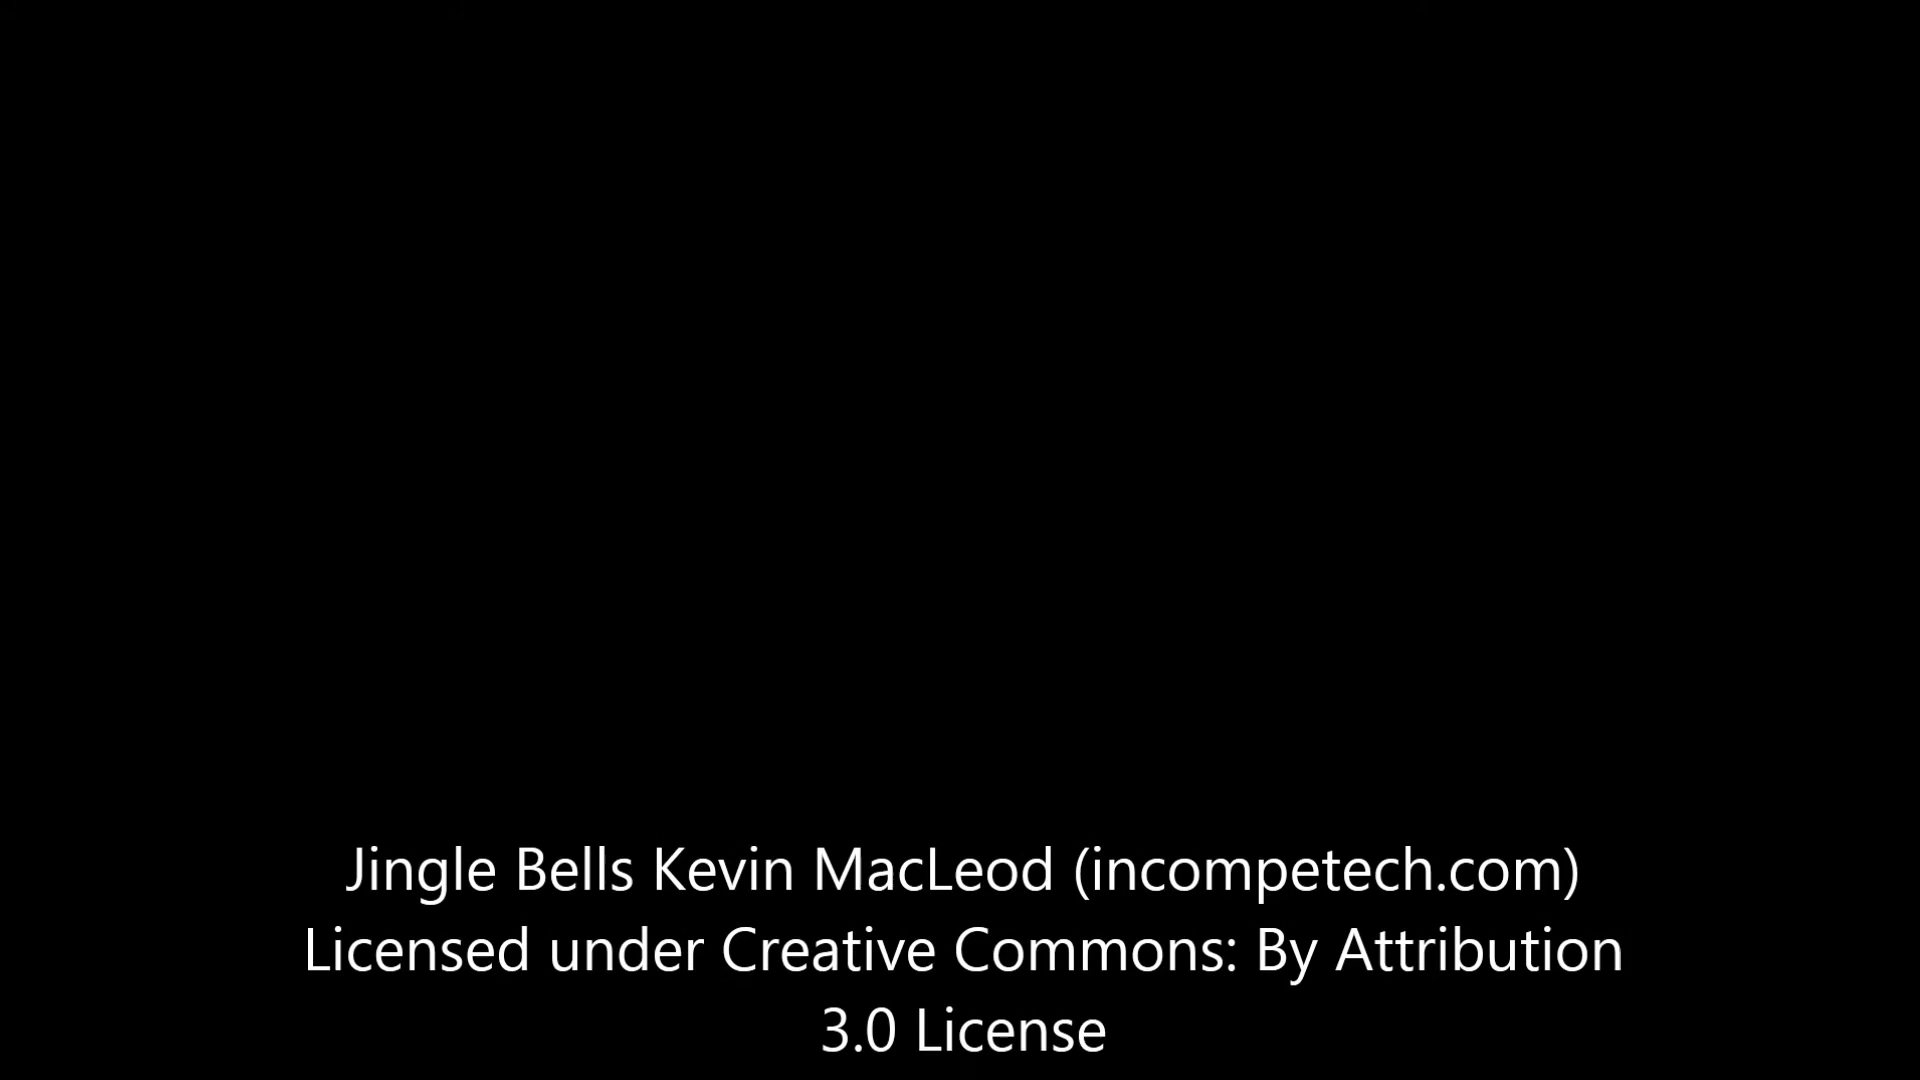 Jingle Bells Kevin MacLeod (incompetech.com)
Licensed under Creative Commons: By Attribution
3.0 License